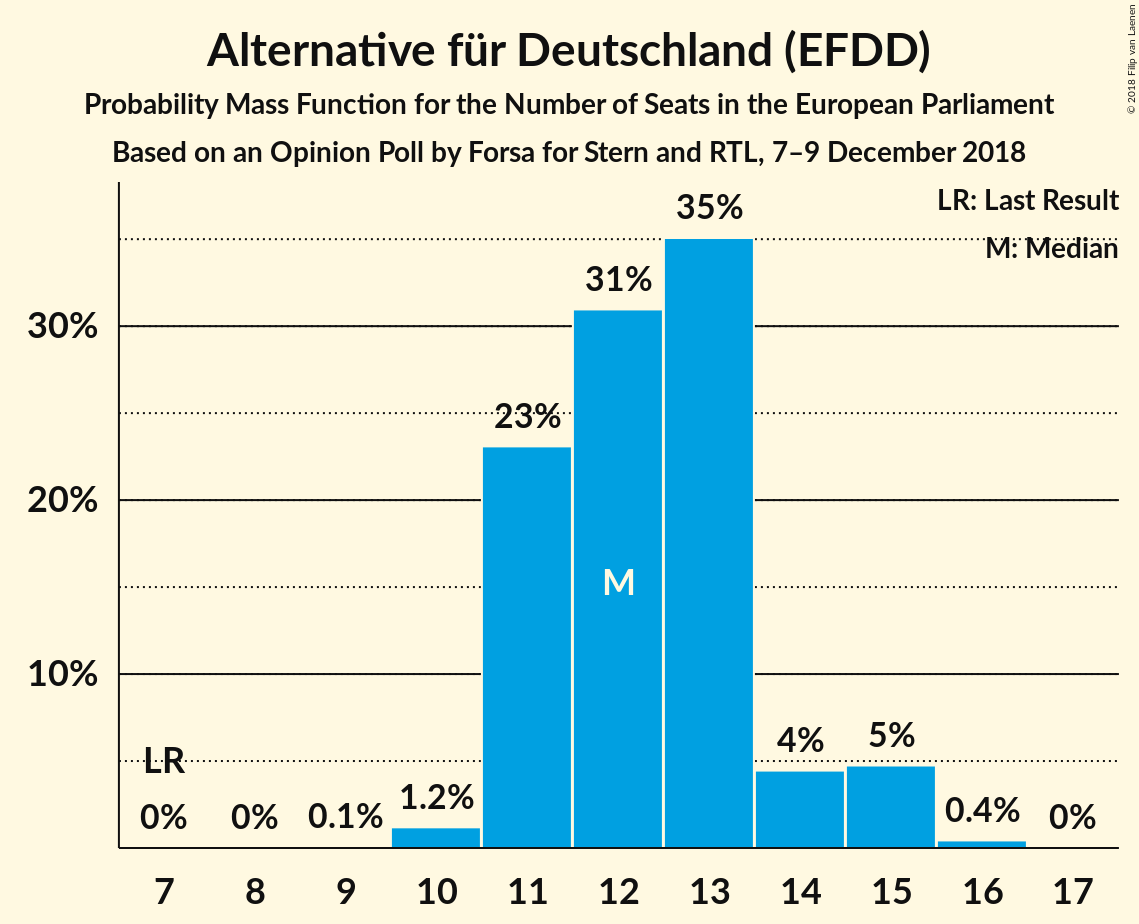 Alternative für Deutschland (EFDD)
Probability Mass Function for the Number of Seats in the European Parliament
Based on an Opinion Poll by Forsa for Stern and RTL, 7–9 December 2018
© 2018 Filip van Laenen
LR: Last Result
M: Median
35%
31%
30%
23%
20%
M
10%
LR
0%
0%
0.1%
1.2%
4%
5%
0.4%
0%
7 8 9 10 11 12 13 14 15 16 17